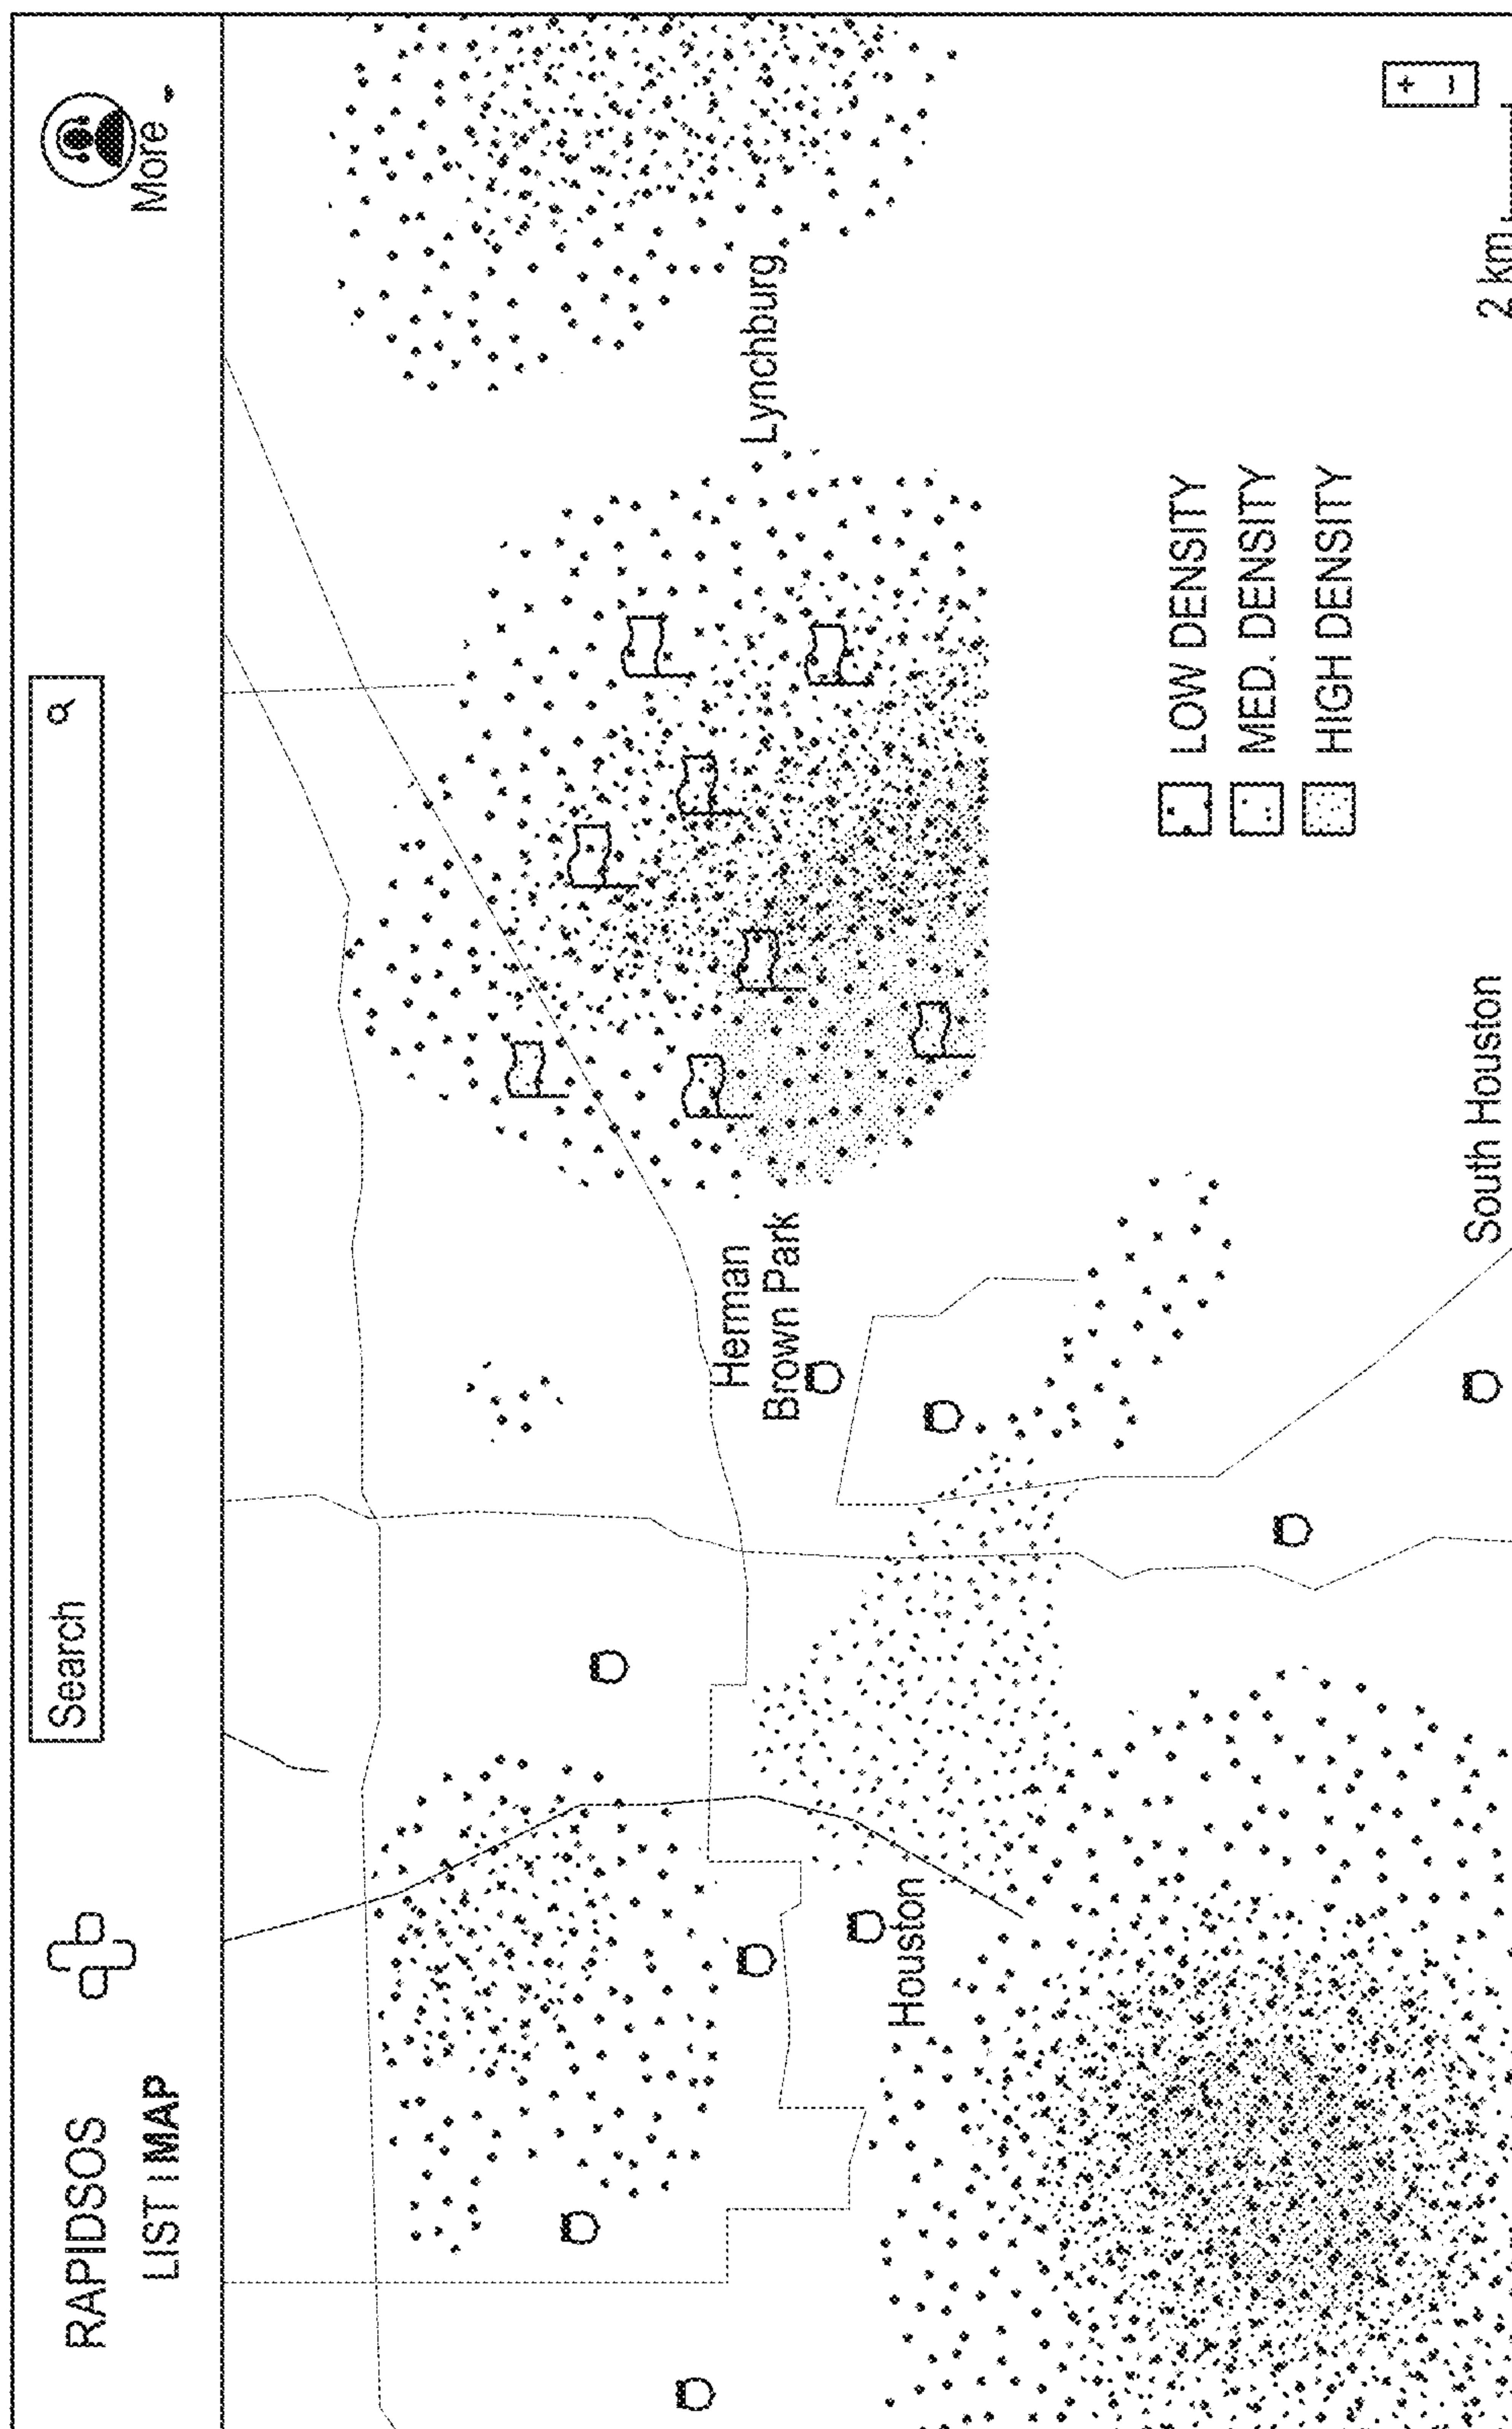 RAPIDSOS
Search
LIST | MAP
More
Lynchburg
Herman
Brown Park
Houston
LOW DENSITY
MED. DENSITY
HIGH DENSITY
+
−
South Houston
2 km